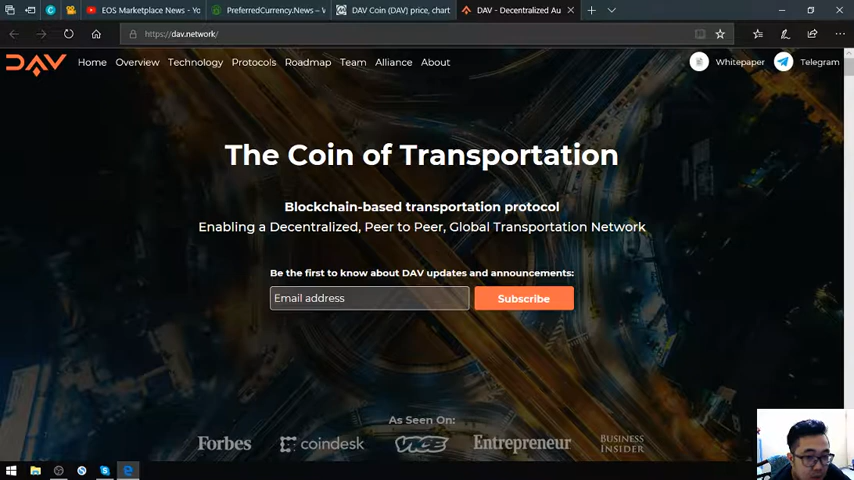 EOS Marketplace News - Yo
PreferredCurrency.News – V
DAV Coin (DAV) price, chart
DAV - Decentralized Au
https://dav.network/
DAV
Home Overview Technology Protocols Roadmap Team Alliance About
Whitepaper Telegram
The Coin of Transportation
Blockchain-based transportation protocol
Enabling a Decentralized, Peer to Peer, Global Transportation Network
Be the first to know about DAV updates and announcements:
Email address Subscribe
As Seen On:
Forbes coindesk VICE Entrepreneur BUSINESS
INSIDER